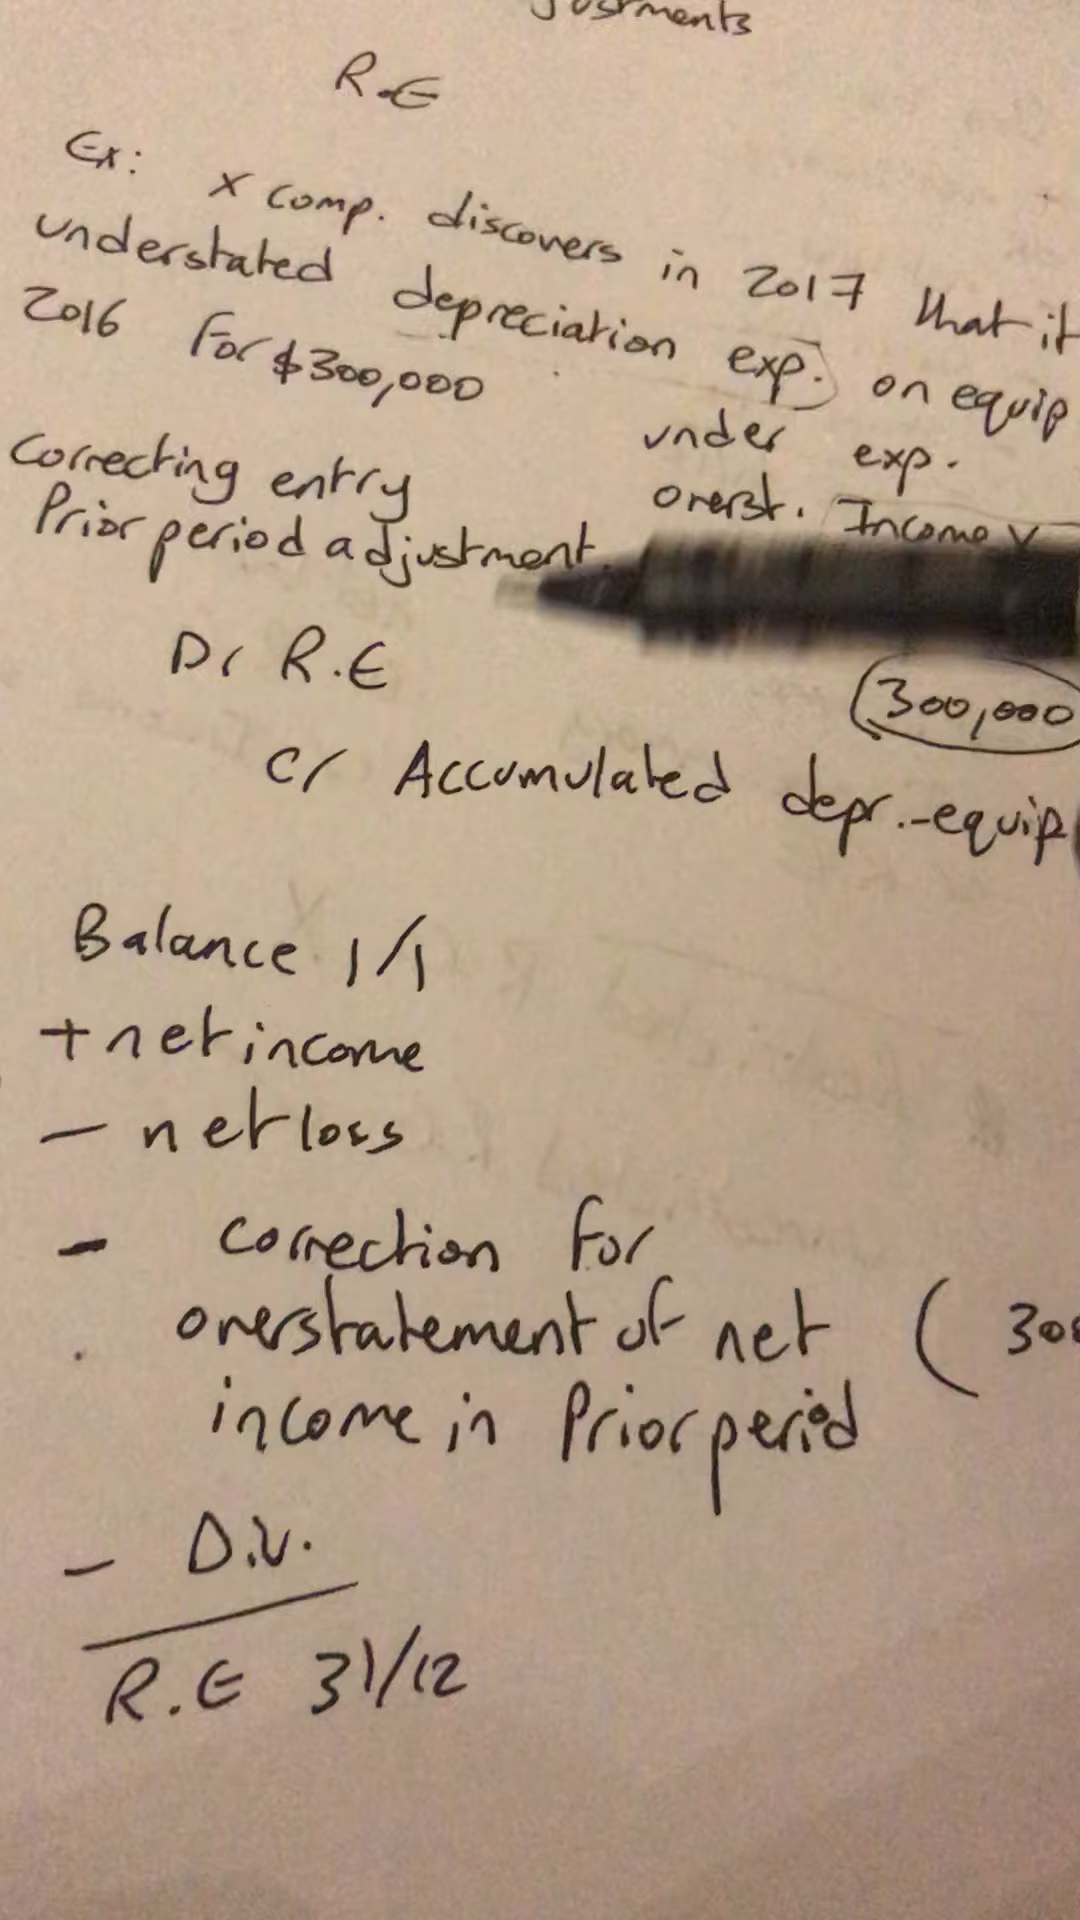 R.E
Ex: X comp. discovers in 2017 that it
understated depreciation exp. on equip
2016 For $300,000
under exp.
overst. Income
Correcting entry
Prior period adjustment
Dr R.E
300,000
Cr Accumulated depr.-equip
Balance 1/1
+ net income
- net loss
- correction for
overstatement of net (
income in Prior period
- Div.
R.E 31/12